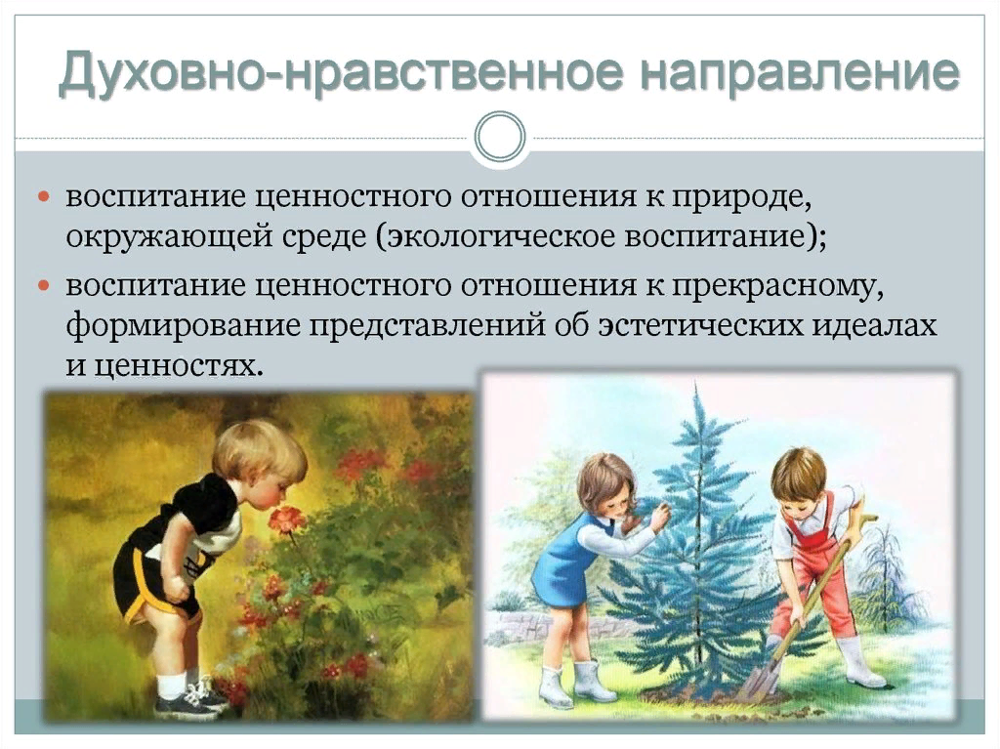 Духовно-нравственное направление
воспитание ценностного отношения к природе,
окружающей среде (экологическое воспитание);
воспитание ценностного отношения к прекрасному,
формирование представлений об эстетических идеалах
и ценностях.